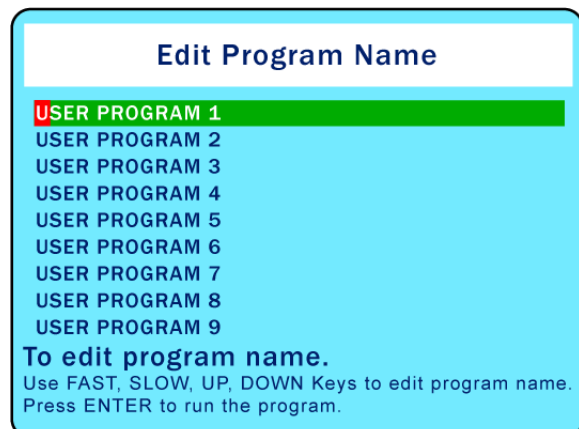 Edit Program Name
USER PROGRAM 1
USER PROGRAM 2
USER PROGRAM 3
USER PROGRAM 4
USER PROGRAM 5
USER PROGRAM 6
USER PROGRAM 7
USER PROGRAM 8
USER PROGRAM 9
To edit program name.
Use FAST, SLOW, UP, DOWN Keys to edit program name.
Press ENTER to run the program.